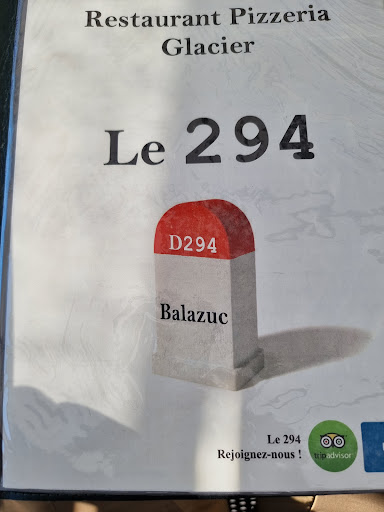 Restaurant Pizzeria
Glacier
Le 294
D294
Balazuc
Le 294
Rejoignez-nous !
tripadvisor